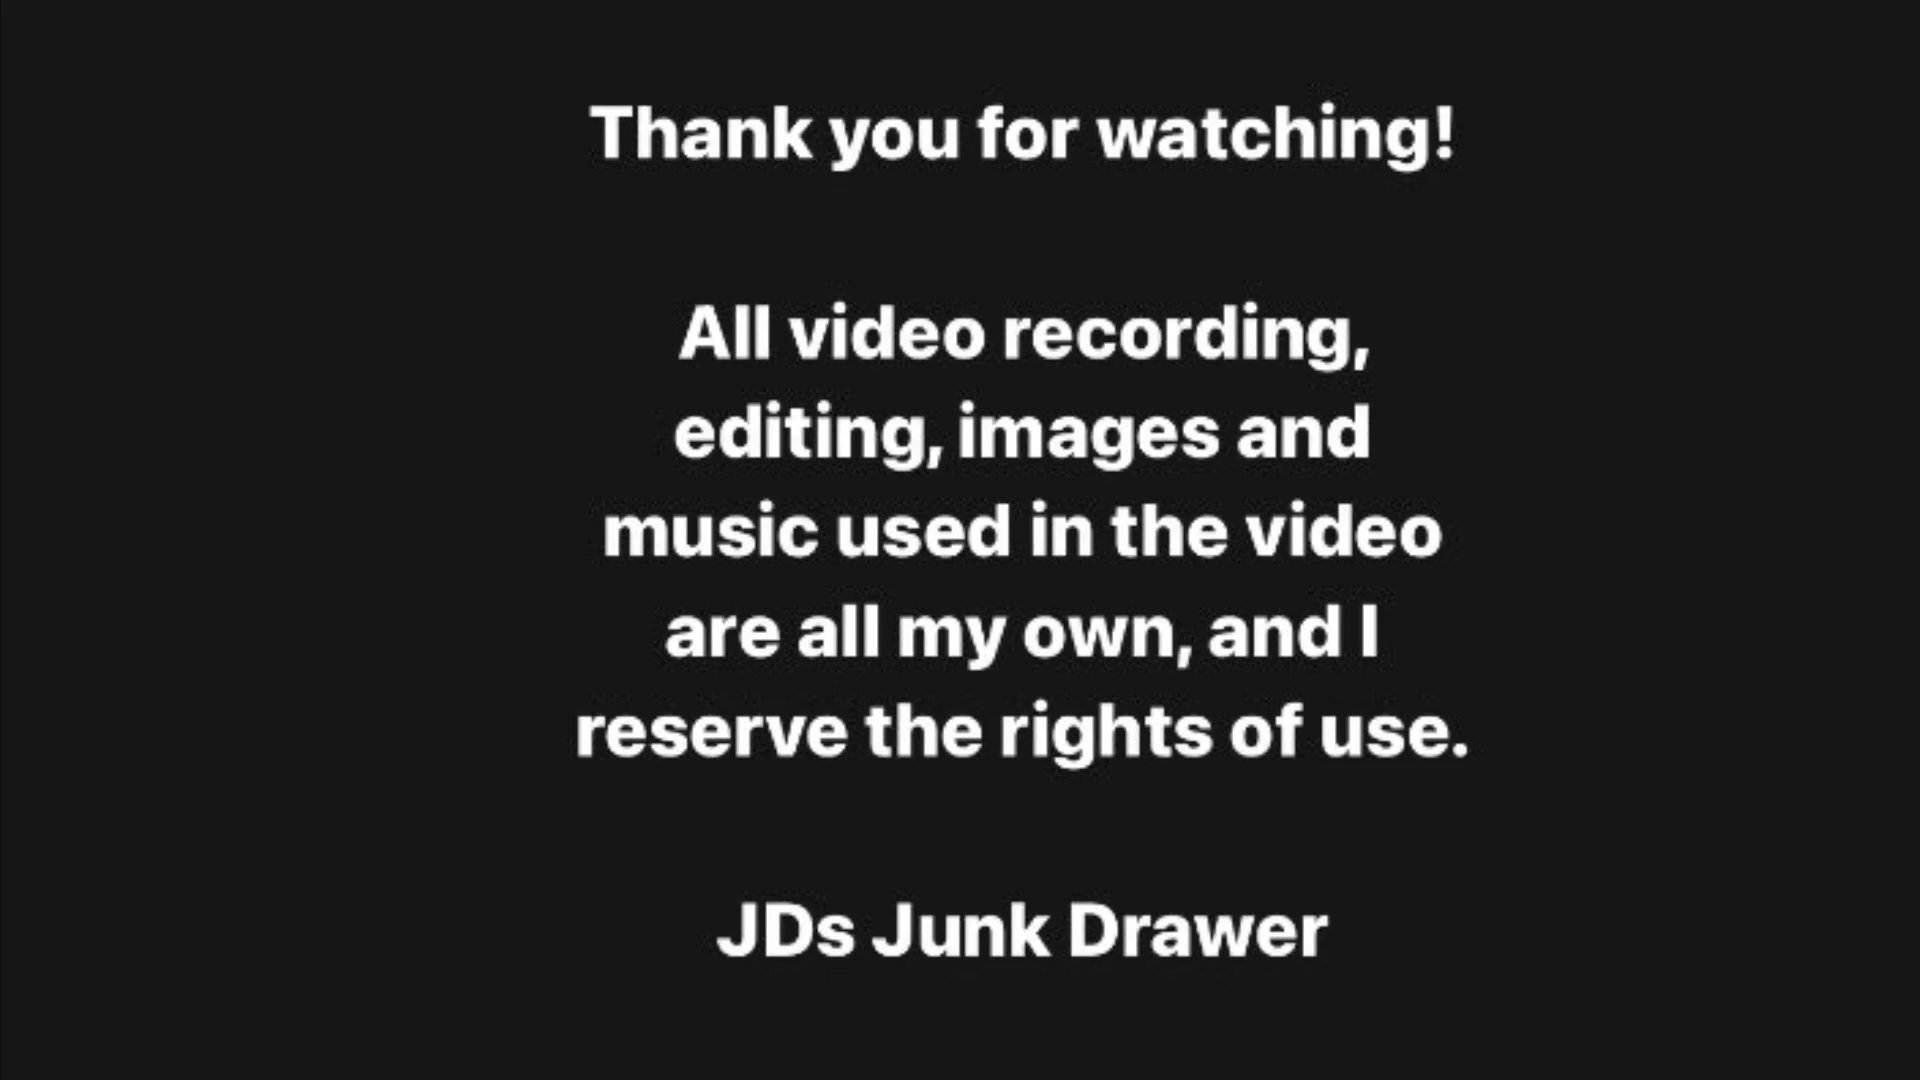 Thank you for watching!
All video recording,
editing, images and
music used in the video
are all my own, and I
reserve the rights of use.
JDs Junk Drawer